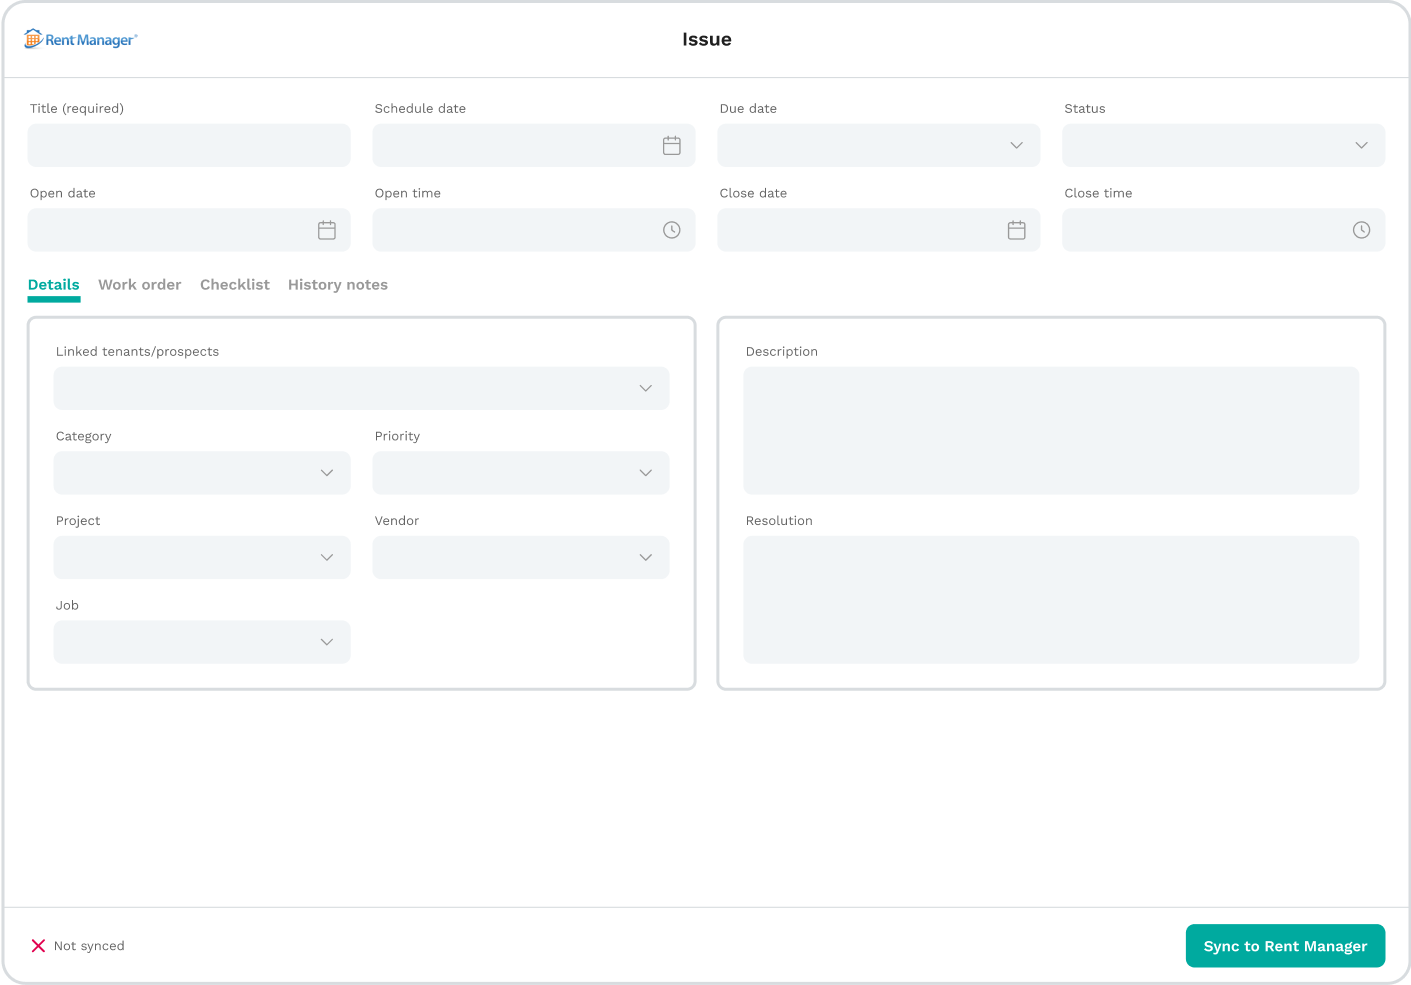 Rent Manager
Issue
Title (required)
Schedule date
Due date
Status
Open date
Open time
Close date
Close time
Details
Work order
Checklist
History notes
Linked tenants/prospects
Category
Priority
Project
Vendor
Job
Description
Resolution
Not synced
Sync to Rent Manager